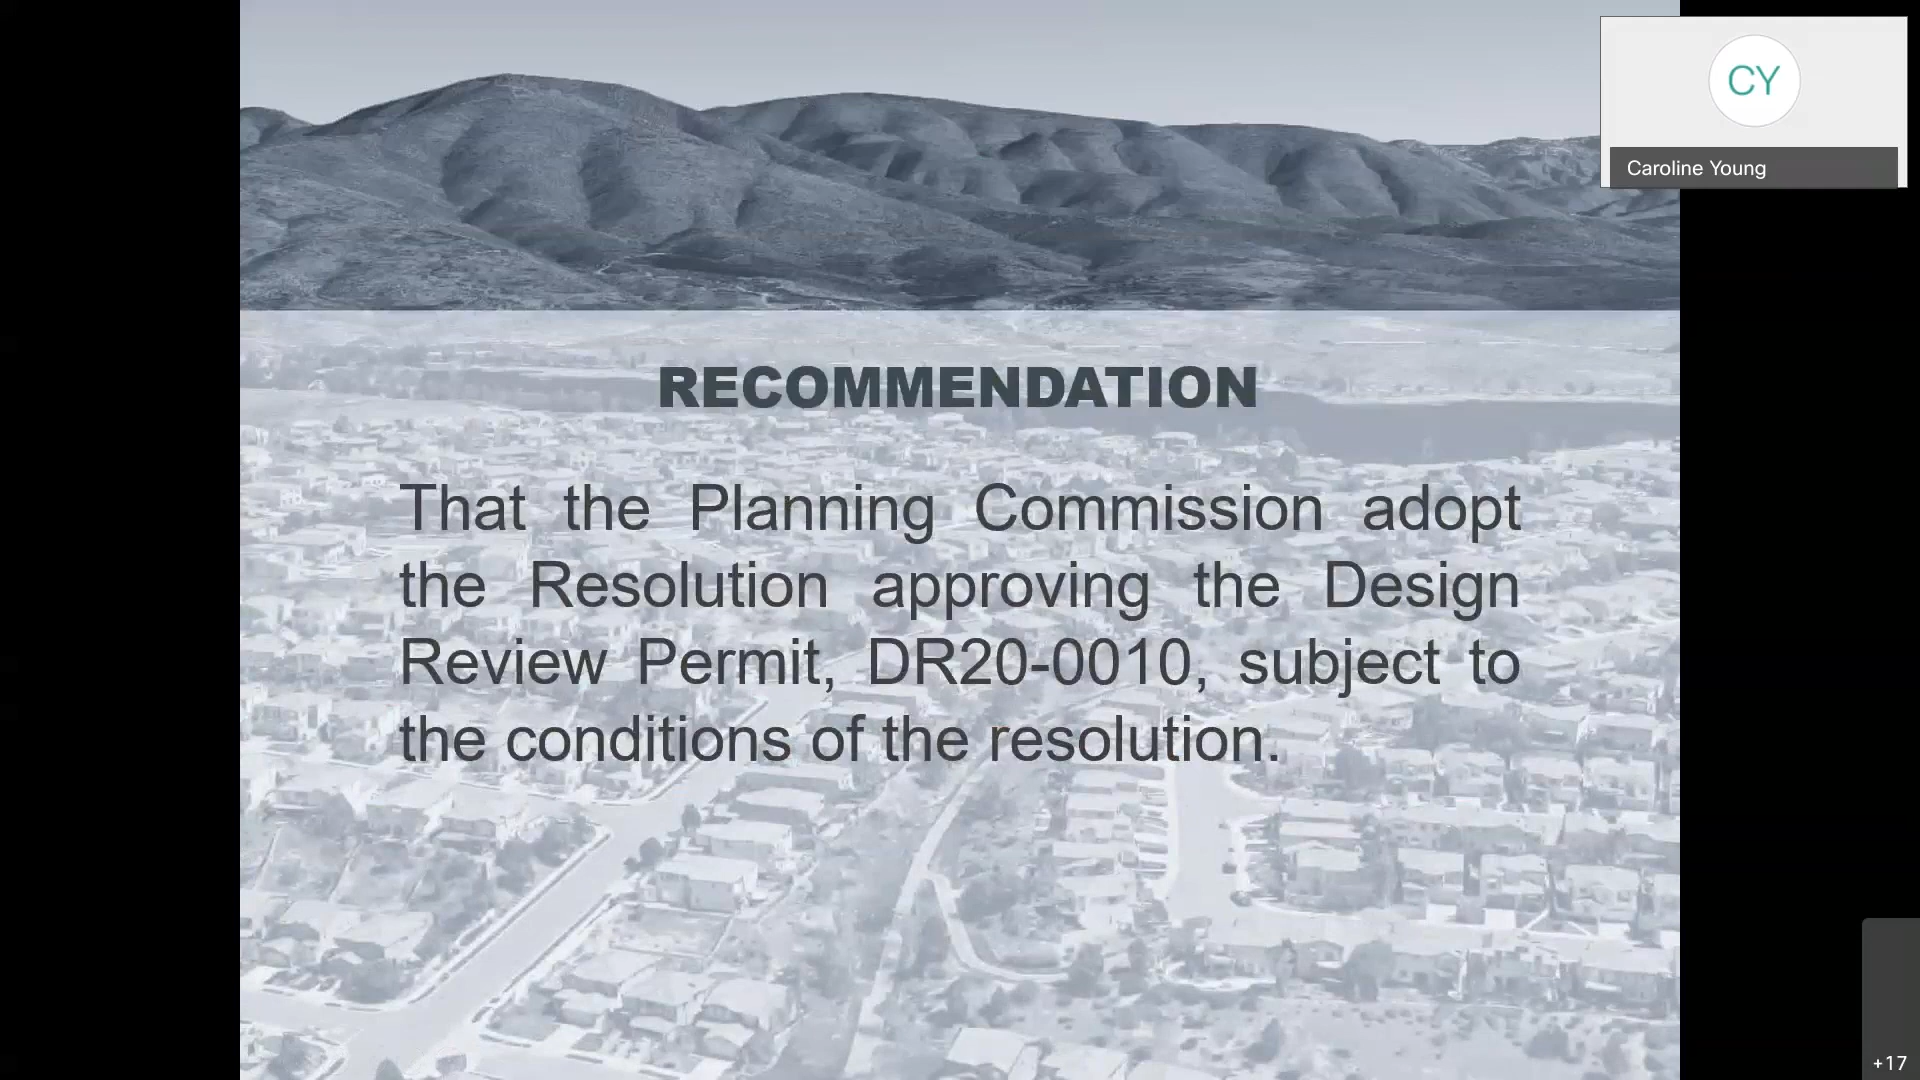 CY
Caroline Young
RECOMMENDATION
That the Planning Commission adopt
the Resolution approving the Design
Review Permit, DR20-0010, subject to
the conditions of the resolution.
+17